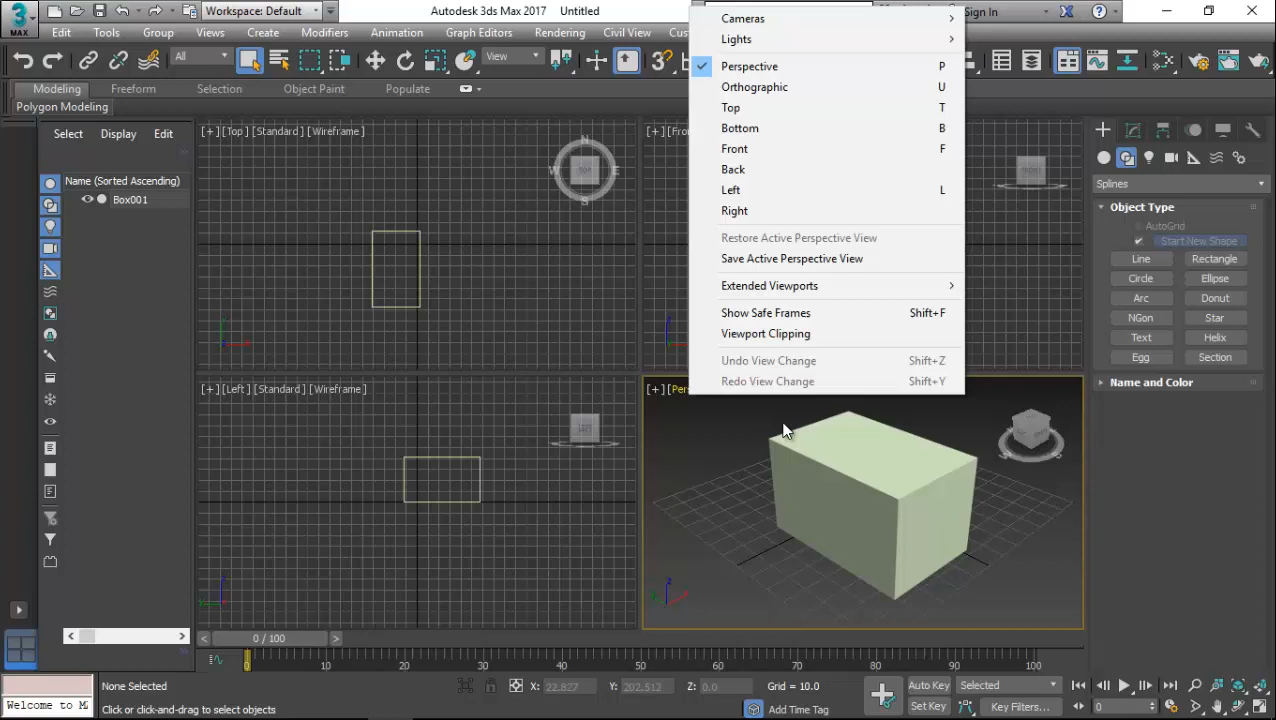 Workspace: Default
Autodesk 3ds Max 2017
Untitled
Sign In
MAX
Edit
Tools
Group
Views
Create
Modifiers
Animation
Graph Editors
Rendering
Civil View
All
View
Modeling
Freeform
Selection
Object Paint
Populate
Polygon Modeling
Select
Display
Edit
Name (Sorted Ascending)
Box001
[+] [Top] [Standard] [Wireframe]
N
W
TOP
E
S
FRONT
[+] [Left] [Standard] [Wireframe]
LEFT
Cameras
Lights
Perspective P
Orthographic U
Top T
Bottom B
Front F
Back
Left L
Right
Restore Active Perspective View
Save Active Perspective View
Extended Viewports
Show Safe Frames Shift+F
Viewport Clipping
Undo View Change Shift+Z
Redo View Change Shift+Y
Splines
Object Type
AutoGrid
Start New Shape
Line
Rectangle
Circle
Ellipse
Arc
Donut
NGon
Star
Text
Helix
Egg
Section
Name and Color
0 / 100
0
10
20
30
40
50
60
70
80
90
100
None Selected
X: 22.827
Y: 202.512
Z: 0.0
Grid = 10.0
Auto Key
Selected
Welcome to M
Click or click-and-drag to select objects
Add Time Tag
Set Key
Key Filters...
0